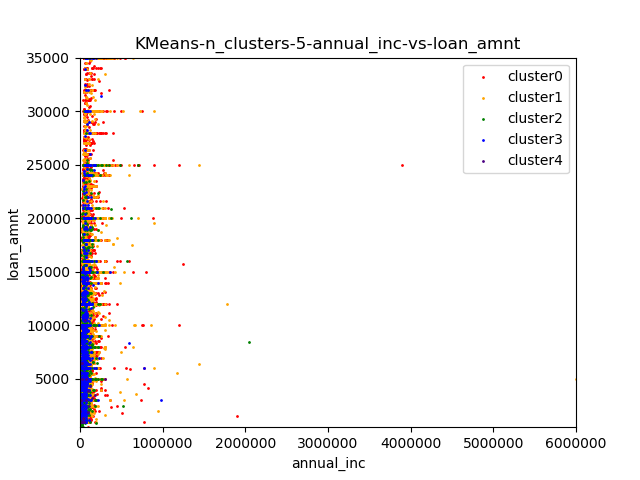 KMeans-n_clusters-5-annual_inc-vs-loan_amnt
cluster0
cluster1
cluster2
cluster3
cluster4
loan_amnt
35000
30000
25000
20000
15000
10000
5000
0 1000000 2000000 3000000 4000000 5000000 6000000
annual_inc